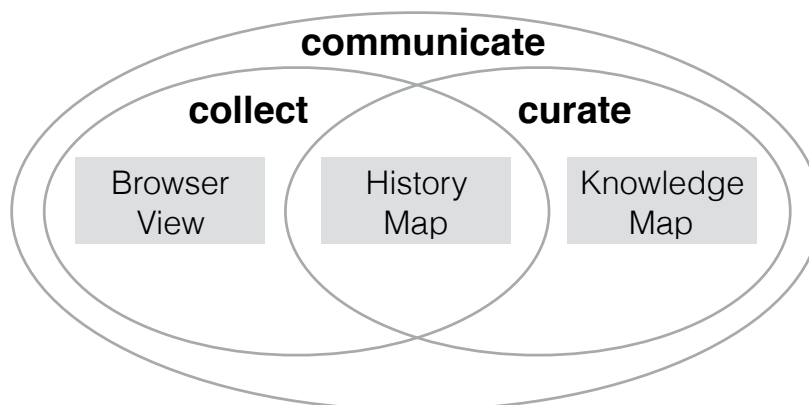 communicate
collect
curate
Browser
View
History
Map
Knowledge
Map